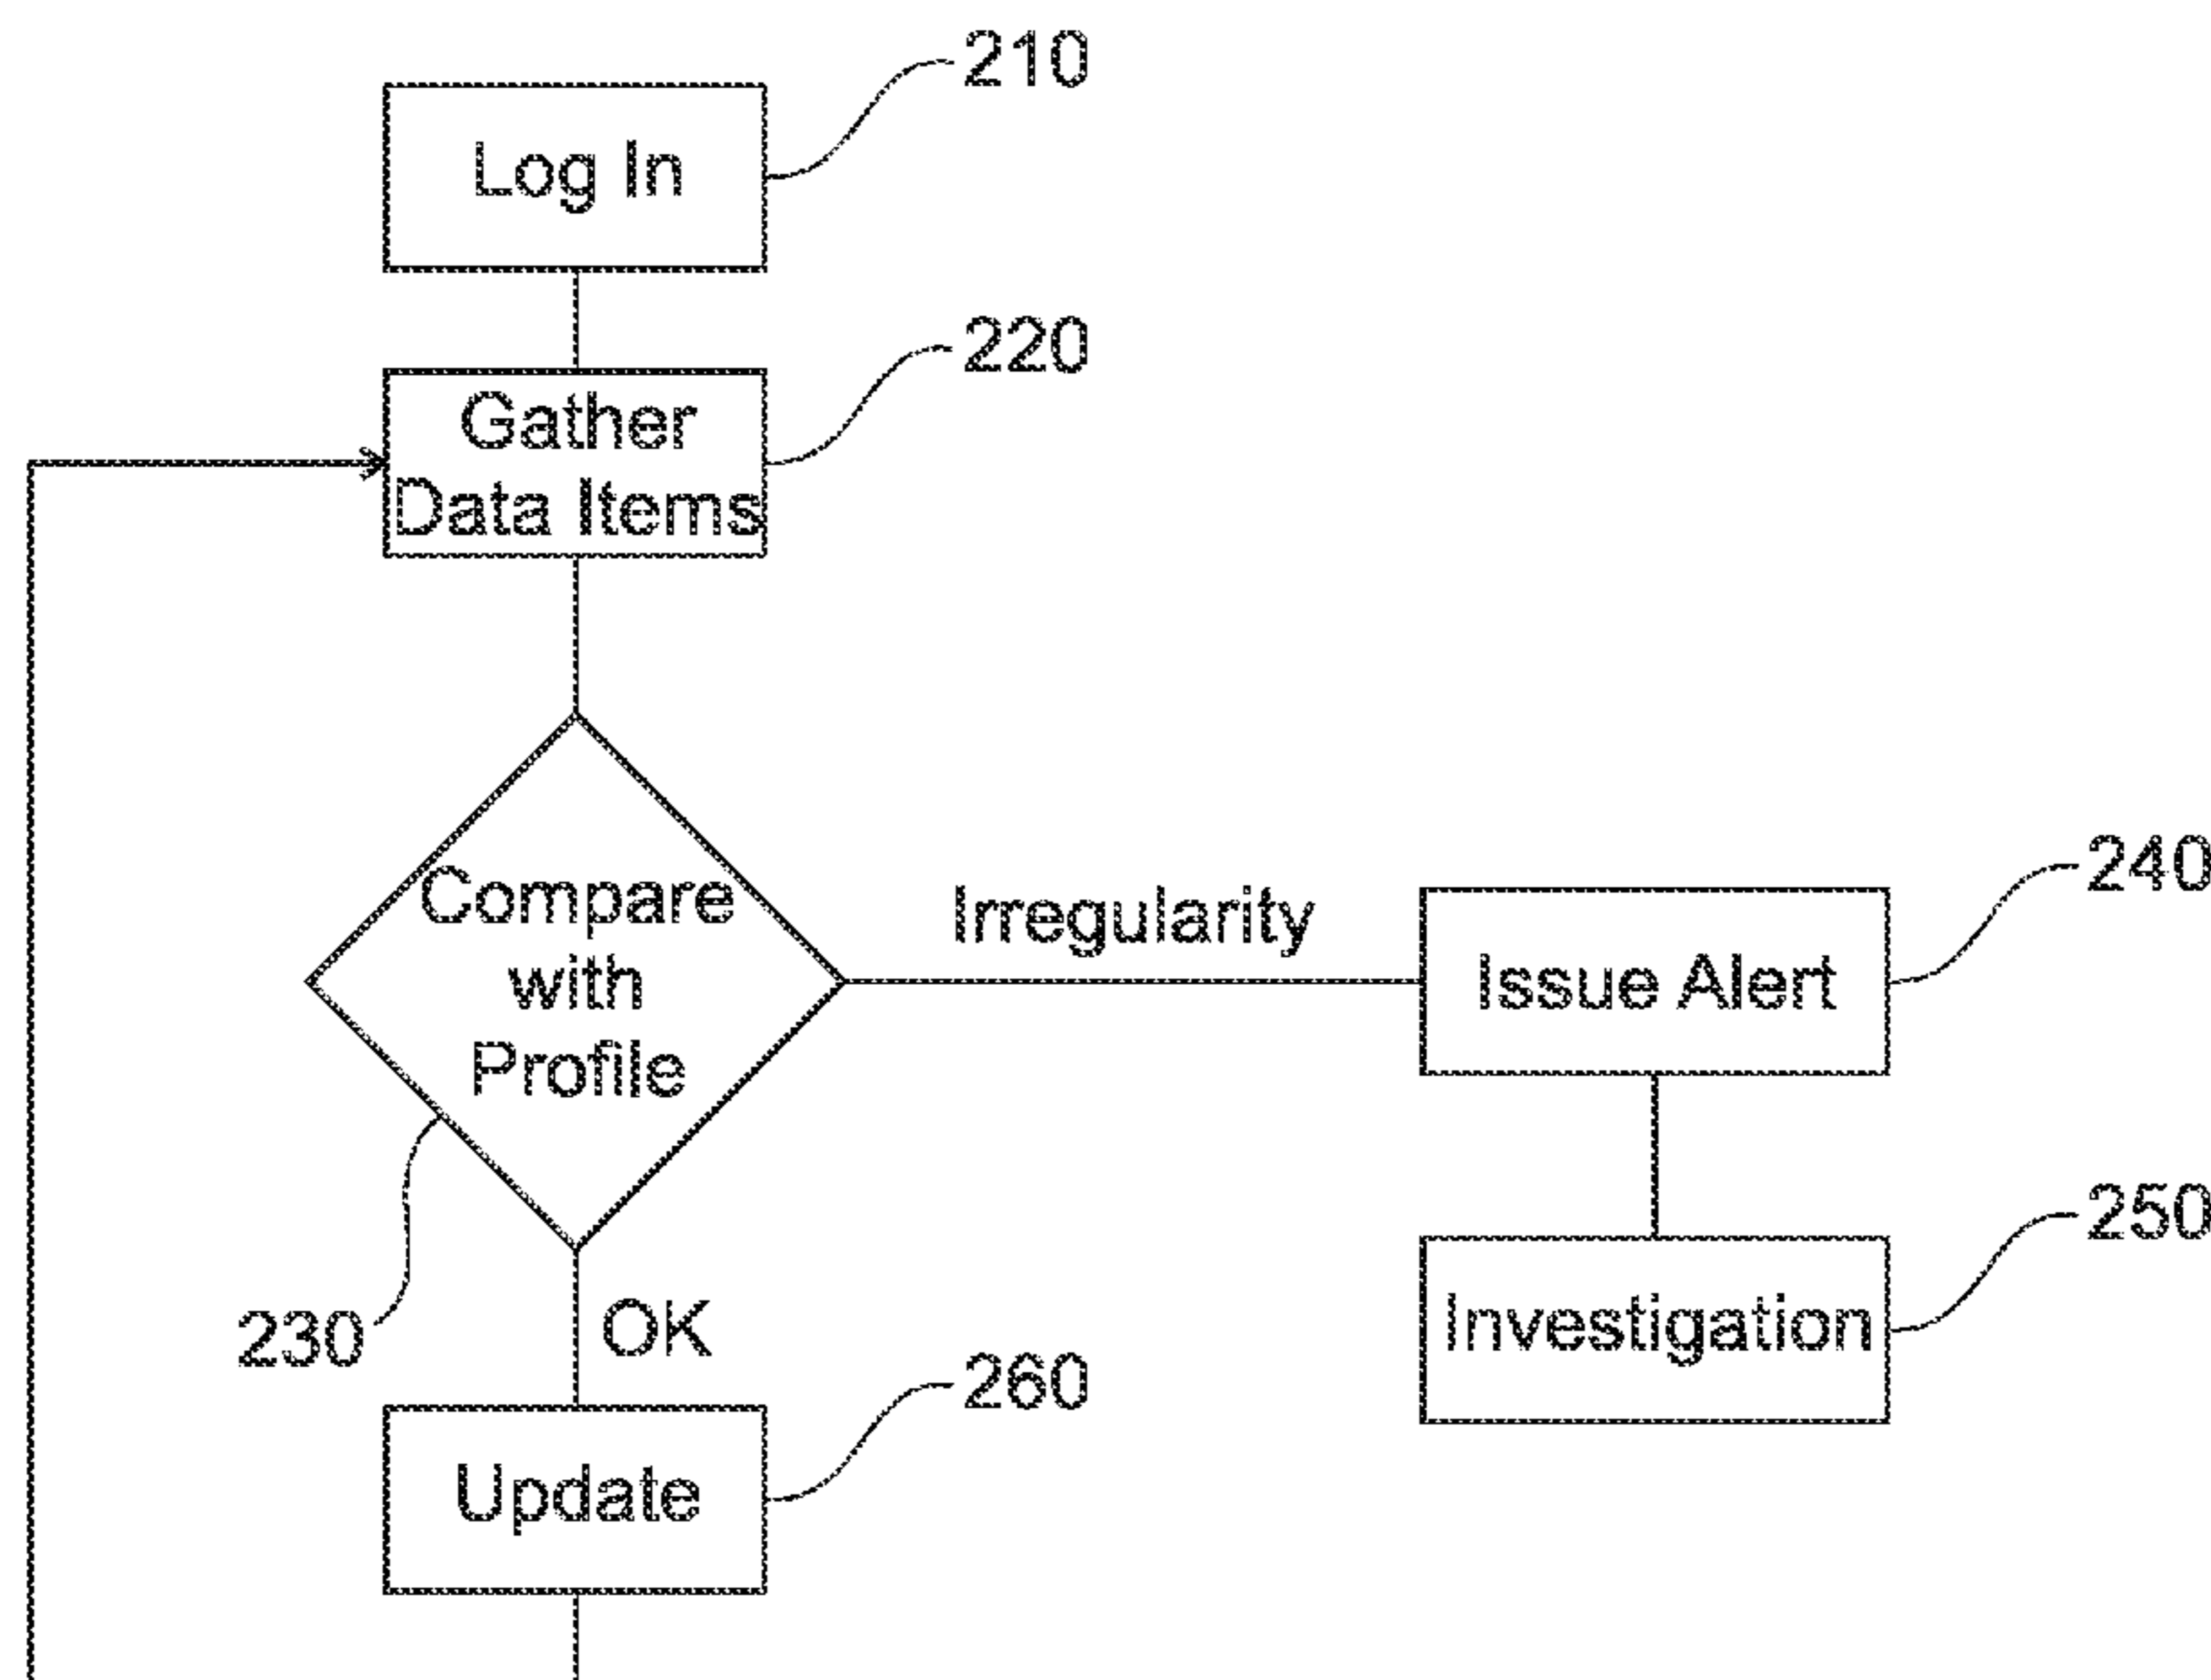 210
Log In
220
Gather
Data Items
Compare
with
Profile
Irregularity
240
Issue Alert
250
Investigation
230
OK
260
Update